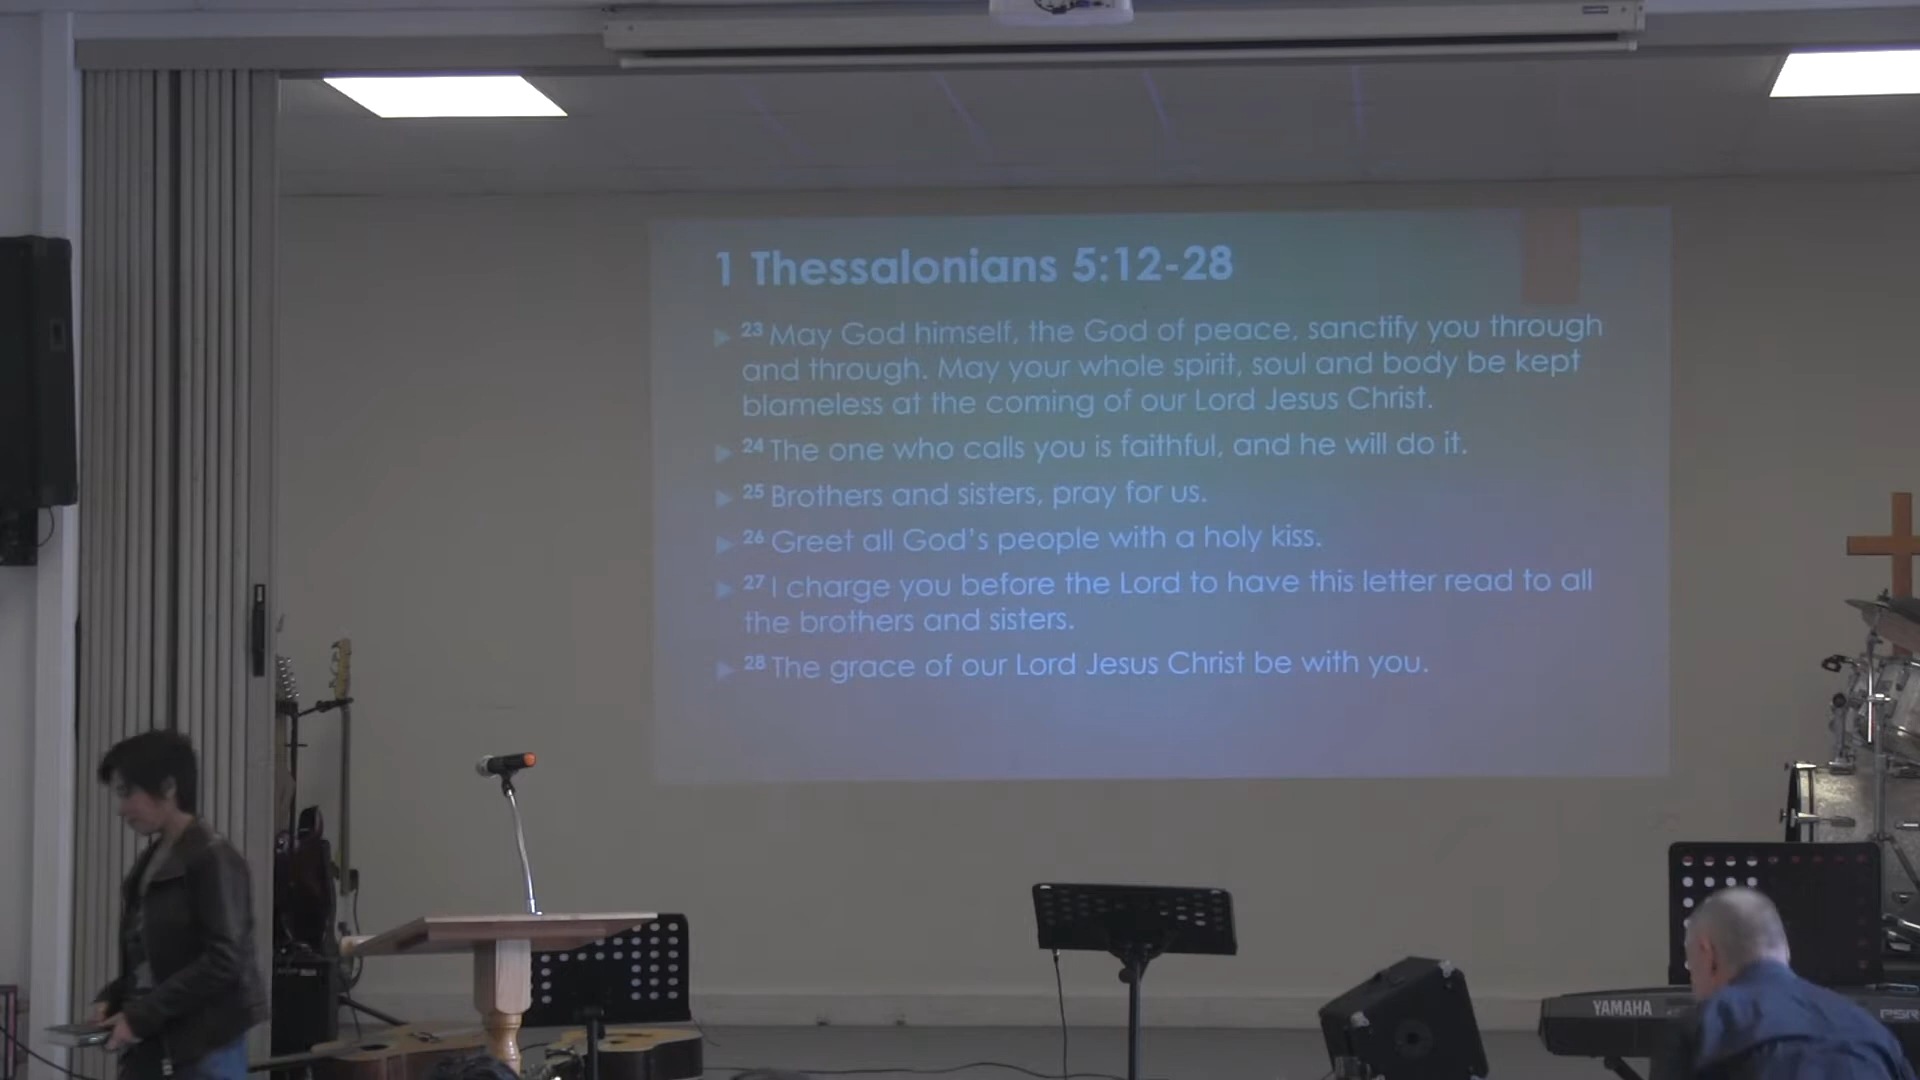 1 Thessalonians 5:12-28
23 May God himself, the God of peace, sanctify you through
and through. May your whole spirit, soul and body be kept
blameless at the coming of our Lord Jesus Christ.
24 The one who calls you is faithful, and he will do it.
25 Brothers and sisters, pray for us.
26 Greet all God's people with a holy kiss.
27 I charge you before the Lord to have this letter read to all
the brothers and sisters.
28 The grace of our Lord Jesus Christ be with you.
YAMAHA
PSR